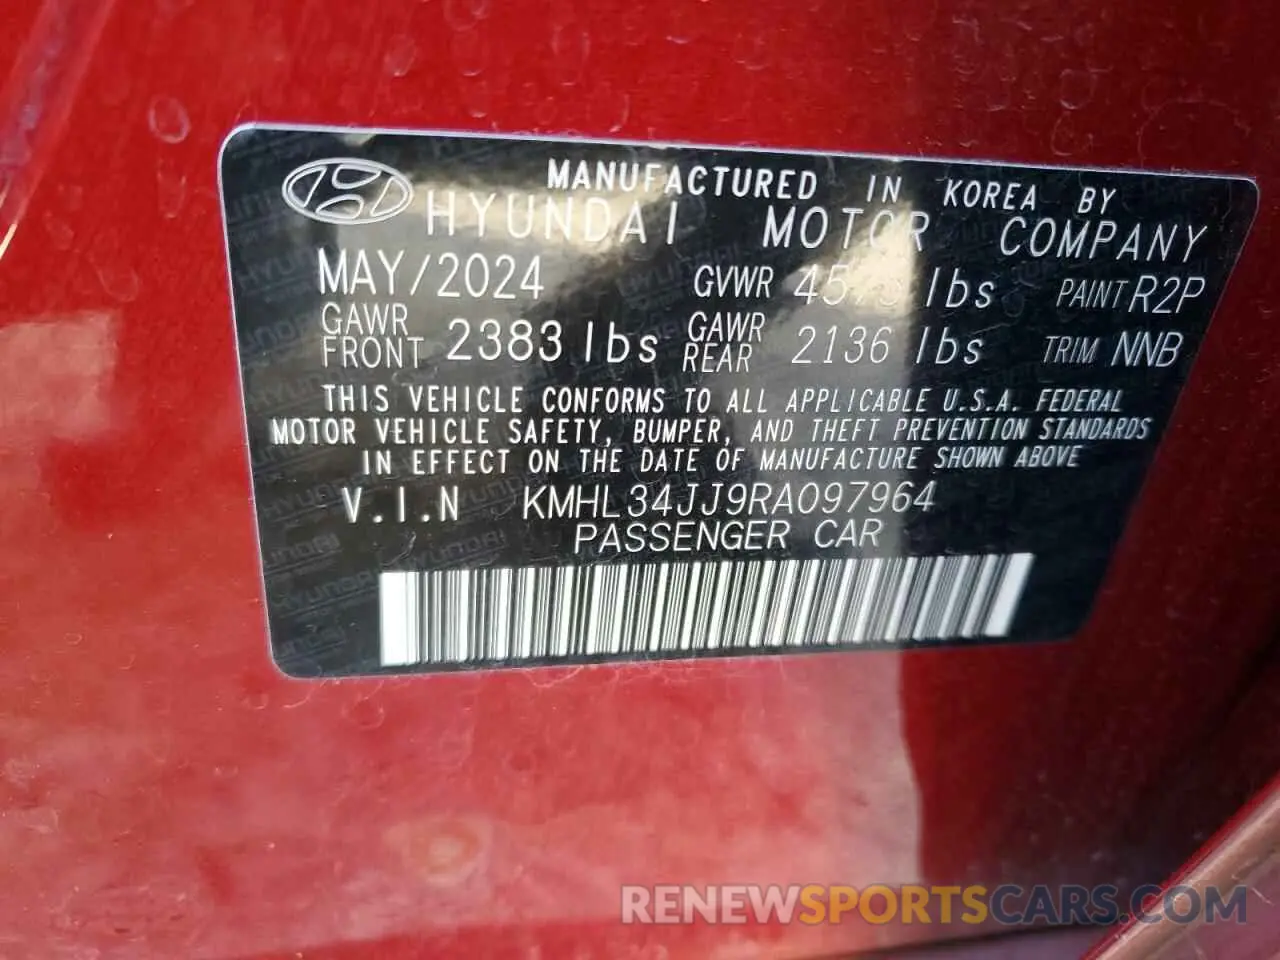 MANUFACTURED IN KOREA BY
HYUNDAI MOTOR COMPANY
MAY/2024 GVWR lbs PAINT R2P
GAWR FRONT 2383 lbs GAWR REAR 2136 lbs TRIM NNB
THIS VEHICLE CONFORMS TO ALL APPLICABLE U.S.A. FEDERAL
MOTOR VEHICLE SAFETY, BUMPER, AND THEFT PREVENTION STANDARDS
IN EFFECT ON THE DATE OF MANUFACTURE SHOWN ABOVE
V.I.N KMHL34JJ9RA097964
PASSENGER CAR
RENEWSPORTSCARS.COM